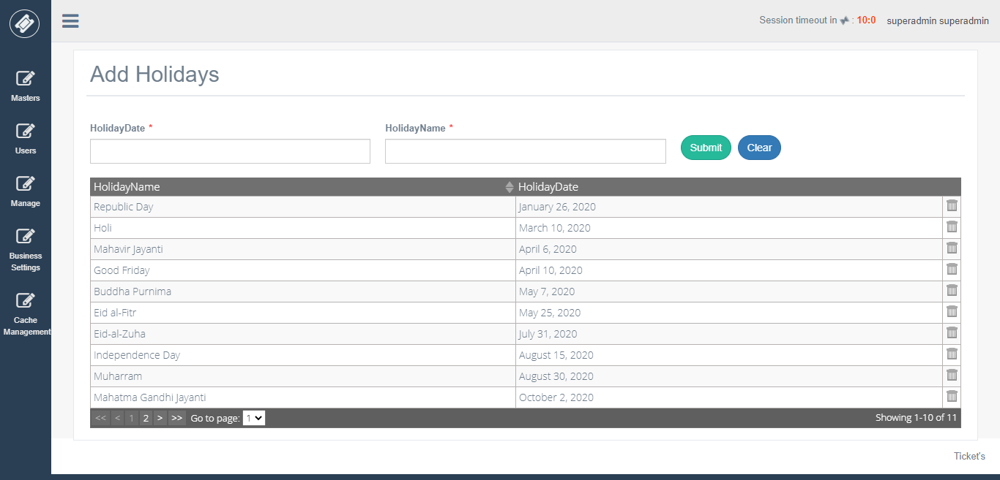 Session timeout in : 10:0 superadmin superadmin
Masters
Users
Manage
Business
Settings
Cache
Management
Add Holidays
HolidayDate * HolidayName *
Submit Clear
HolidayName HolidayDate
Republic Day January 26, 2020
Holi March 10, 2020
Mahavir Jayanti April 6, 2020
Good Friday April 10, 2020
Buddha Purnima May 7, 2020
Eid al-Fitr May 25, 2020
Eid-al-Zuha July 31, 2020
Independence Day August 15, 2020
Muharram August 30, 2020
Mahatma Gandhi Jayanti October 2, 2020
<< < 1 2 > >> Go to page: 1 Showing 1-10 of 11
Ticket's